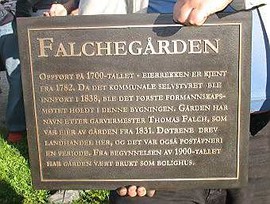 FALCHEGÅRDEN
OPPFØRT PÅ 1700-TALLET • EIERREKKEN ER KJENT
FRA 1782. DA DET KOMMUNALE SELVSTYRET BLE
INNFØRT I 1838, BLE DET FØRSTE FORMANNSKAPS-
MØTET HOLDT I DENNE BYGNINGEN. GÅRDEN HAR
NAVN ETTER GARVERMESTER THOMAS FALCH, SOM
VAR EIER AV GÅRDEN FRA 1831. DØTRENE DREV
LANDHANDEL HER, OG DET VAR OGSÅ POSTÅPNERI
EN PERIODE. FRA BEGYNNELSEN AV 1900-TALLET
HAR GÅRDEN VÆRT BRUKT SOM BOLIGHUS.